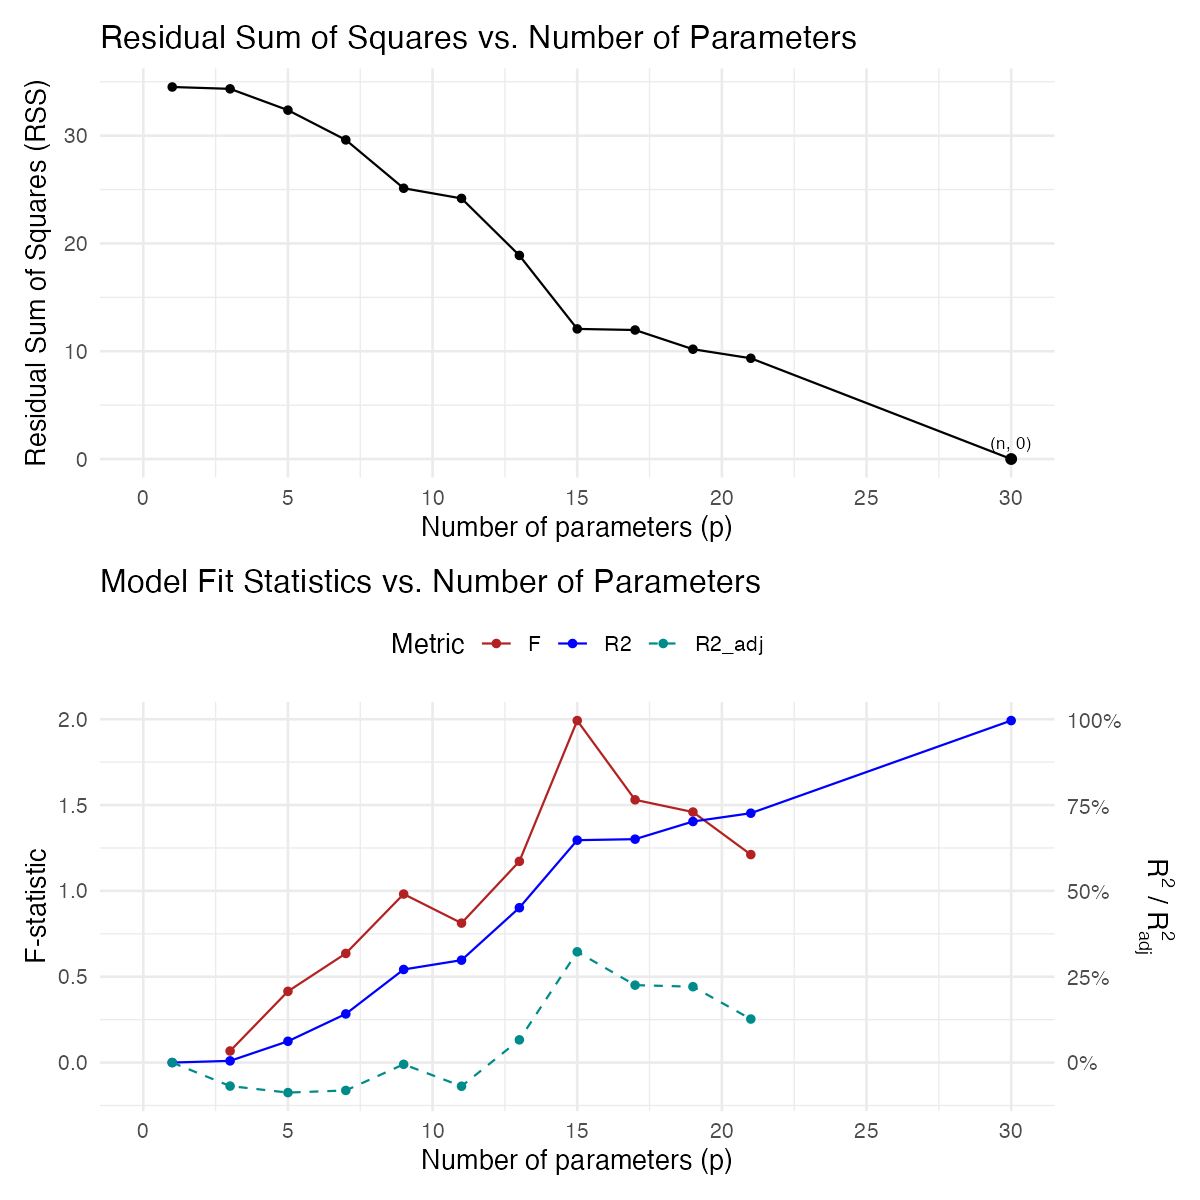 Residual Sum of Squares vs. Number of Parameters
Residual Sum of Squares (RSS)
30
20
10
0
(n, 0)
0 5 10 15 20 25 30
Number of parameters (p)
Model Fit Statistics vs. Number of Parameters
Metric F R2 R2_adj
F-statistic
2.0
1.5
1.0
0.5
0.0
100%
75%
50%
25%
0%
R² / R²adj
0 5 10 15 20 25 30
Number of parameters (p)